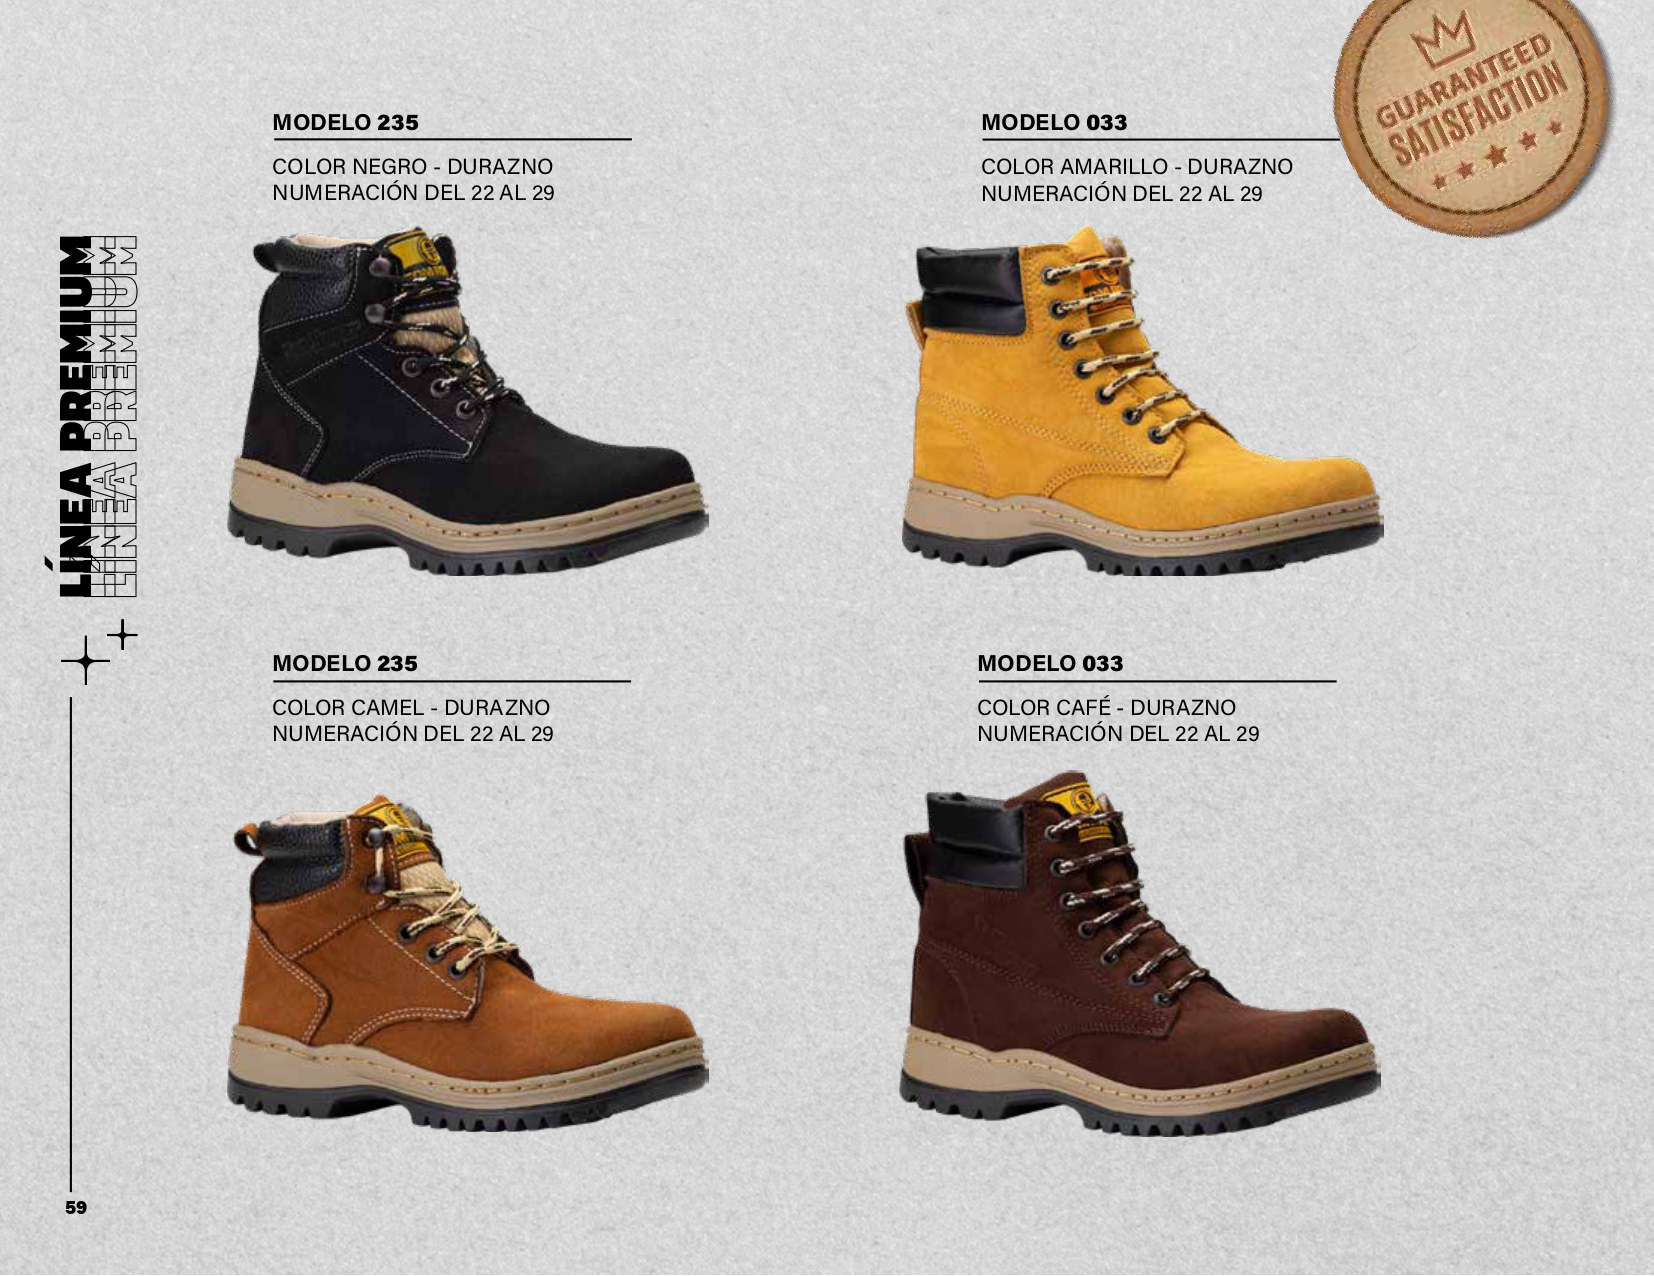 MODELO 235
COLOR NEGRO - DURAZNO
NUMERACIÓN DEL 22 AL 29
MODELO 033
COLOR AMARILLO - DURAZNO
NUMERACIÓN DEL 22 AL 29
GUARANTEED
SATISFACTION
LÍNEA PREMIUM
LÍNEA PREMIUM
LÍNEA PREMIUM
MODELO 235
COLOR CAMEL - DURAZNO
NUMERACIÓN DEL 22 AL 29
MODELO 033
COLOR CAFÉ - DURAZNO
NUMERACIÓN DEL 22 AL 29
59